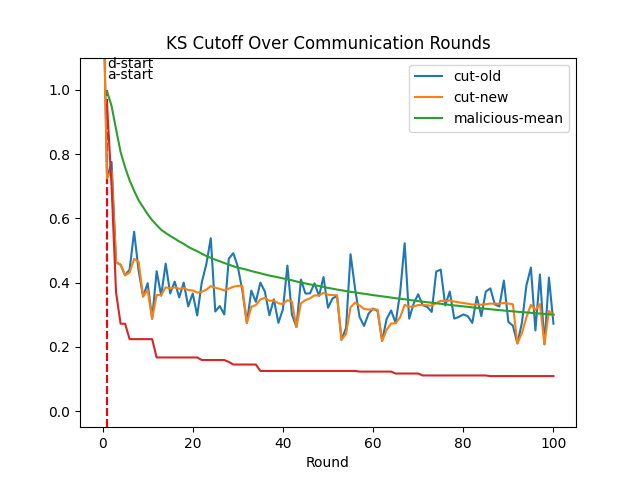 KS Cutoff Over Communication Rounds
d-start
a-start
cut-old
cut-new
malicious-mean
1.0
0.8
0.6
0.4
0.2
0.0
0
20
40
60
80
100
Round